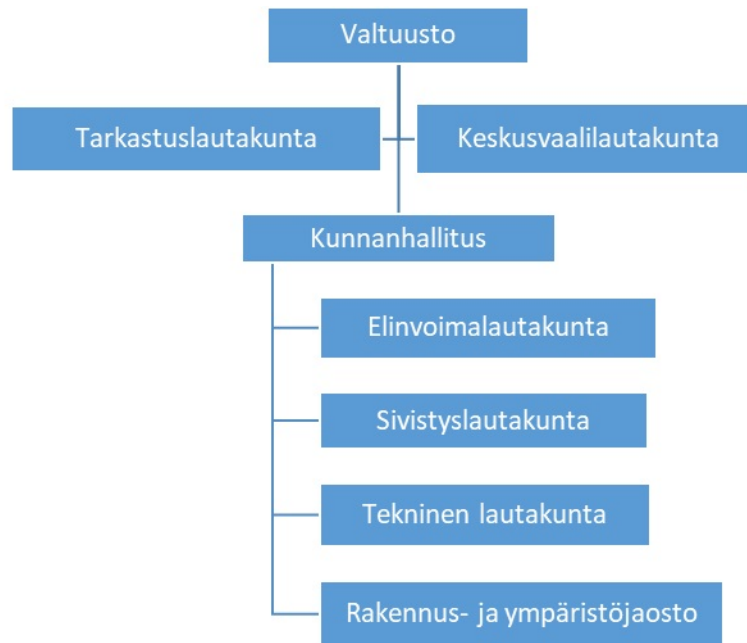 Valtuusto
Tarkastuslautakunta
Keskusvaalilautakunta
Kunnanhallitus
Elinvoimalautakunta
Sivistyslautakunta
Tekninen lautakunta
Rakennus- ja ympäristöjaosto